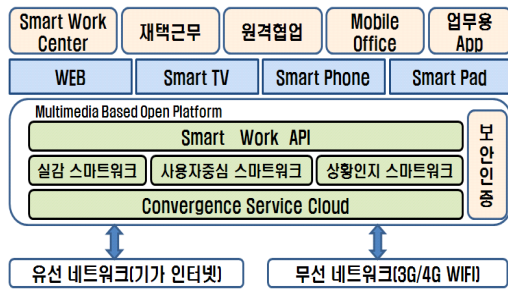 Smart Work Center
재택근무
원격협업
Mobile Office
업무용 App
WEB
Smart TV
Smart Phone
Smart Pad
Multimedia Based Open Platform
Smart Work API
실감 스마트워크
사용자중심 스마트워크
상황인지 스마트워크
Convergence Service Cloud
보안인증
유선 네트워크(기가 인터넷)
무선 네트워크(3G/4G WIFI)